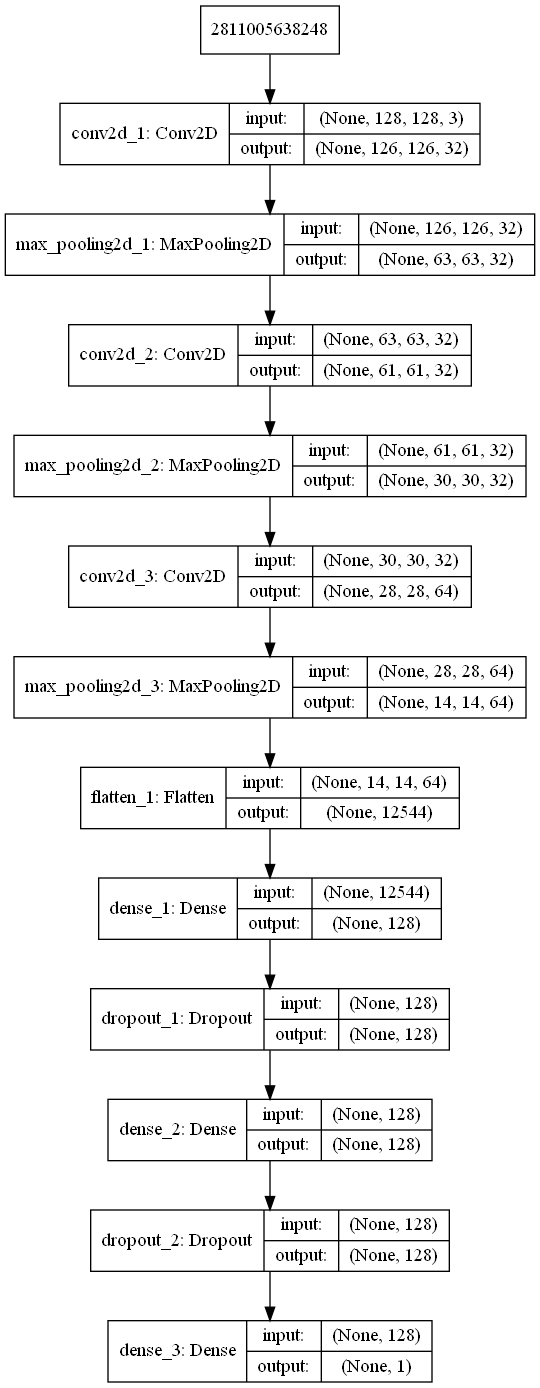 2811005638248
conv2d_1: Conv2D
input: (None, 128, 128, 3)
output: (None, 126, 126, 32)
max_pooling2d_1: MaxPooling2D
input: (None, 126, 126, 32)
output: (None, 63, 63, 32)
conv2d_2: Conv2D
input: (None, 63, 63, 32)
output: (None, 61, 61, 32)
max_pooling2d_2: MaxPooling2D
input: (None, 61, 61, 32)
output: (None, 30, 30, 32)
conv2d_3: Conv2D
input: (None, 30, 30, 32)
output: (None, 28, 28, 64)
max_pooling2d_3: MaxPooling2D
input: (None, 28, 28, 64)
output: (None, 14, 14, 64)
flatten_1: Flatten
input: (None, 14, 14, 64)
output: (None, 12544)
dense_1: Dense
input: (None, 12544)
output: (None, 128)
dropout_1: Dropout
input: (None, 128)
output: (None, 128)
dense_2: Dense
input: (None, 128)
output: (None, 128)
dropout_2: Dropout
input: (None, 128)
output: (None, 128)
dense_3: Dense
input: (None, 128)
output: (None, 1)